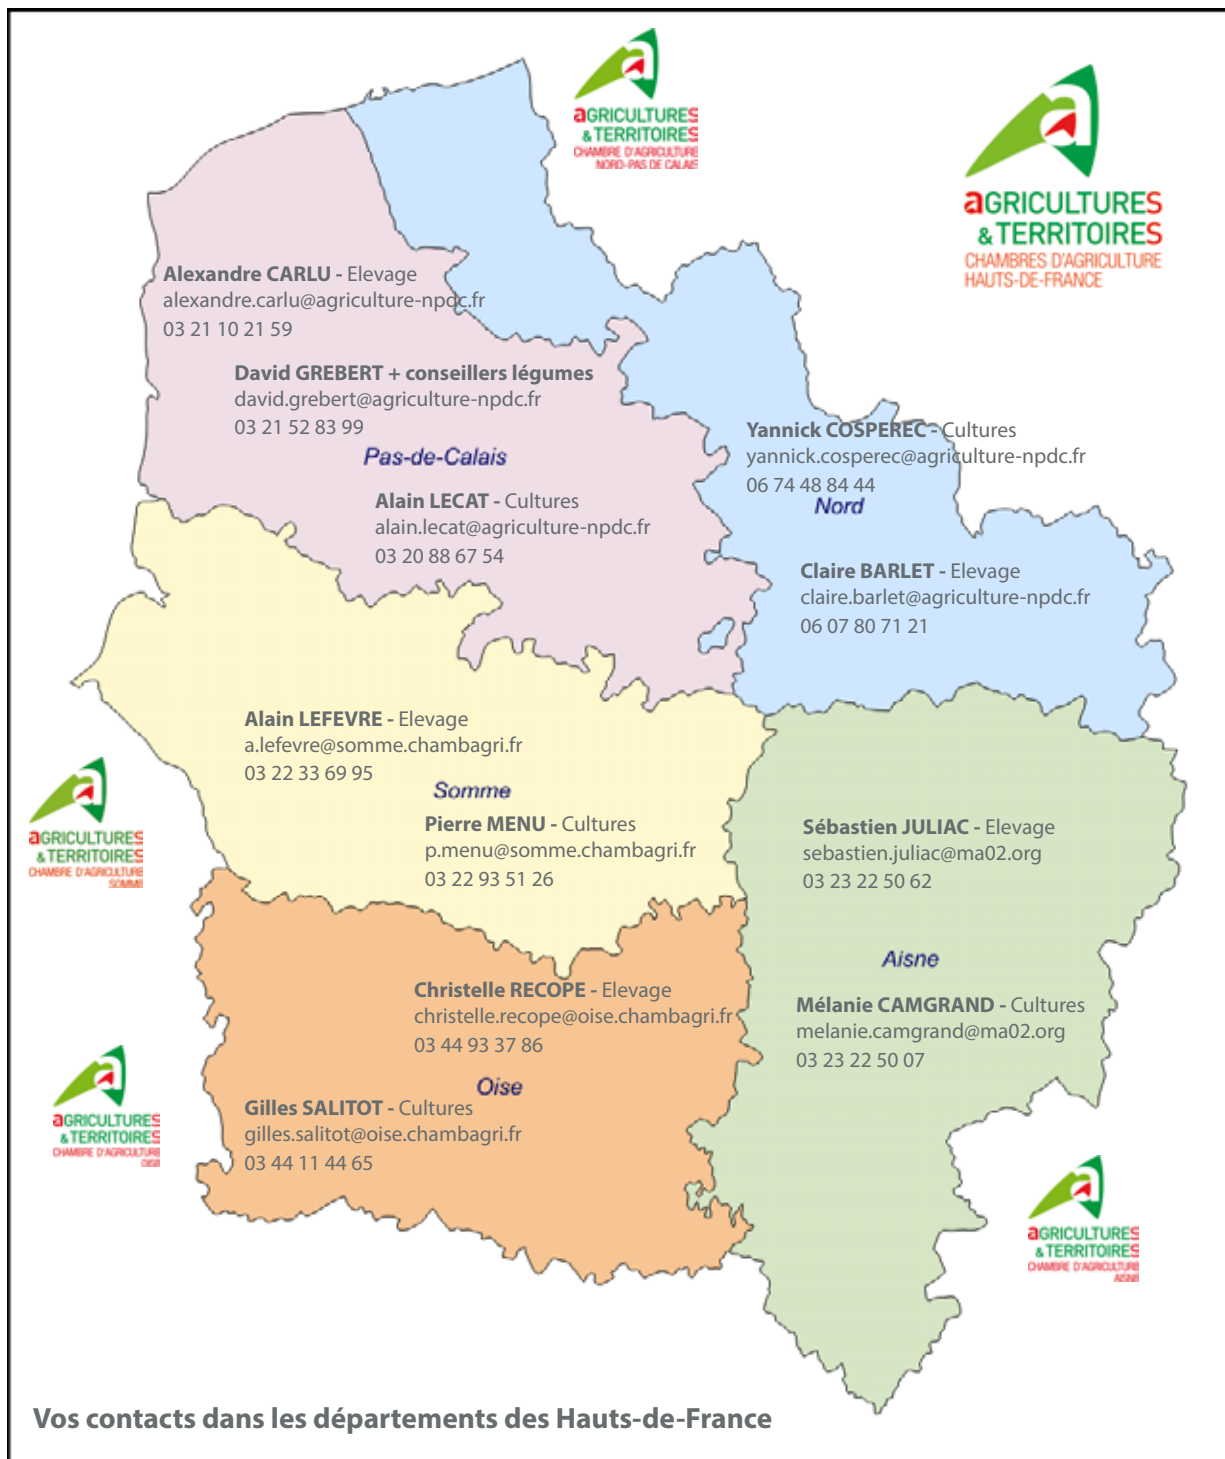 aGRICULTURES
& TERRITOIRES
CHAMBRE D'AGRICULTURE
NORD-PAS DE CALAIS
aGRICULTURES
& TERRITOIRES
CHAMBRES D'AGRICULTURE
HAUTS-DE-FRANCE
Alexandre CARLU - Elevage
alexandre.carlu@agriculture-npdc.fr
03 21 10 21 59
David GREBERT + conseillers légumes
david.grebert@agriculture-npdc.fr
03 21 52 83 99
Pas-de-Calais
Alain LECAT - Cultures
alain.lecat@agriculture-npdc.fr
03 20 88 67 54
Yannick COSPEREC - Cultures
yannick.cosperec@agriculture-npdc.fr
06 74 48 84 44
Nord
Claire BARLET - Elevage
claire.barlet@agriculture-npdc.fr
06 07 80 71 21
Alain LEFEVRE - Elevage
a.lefevre@somme.chambagri.fr
03 22 33 69 95
Somme
Pierre MENU - Cultures
p.menu@somme.chambagri.fr
03 22 93 51 26
aGRICULTURES
& TERRITOIRES
CHAMBRE D'AGRICULTURE
SOMME
Sébastien JULIAC - Elevage
sebastien.juliac@ma02.org
03 23 22 50 62
Aisne
Mélanie CAMGRAND - Cultures
melanie.camgrand@ma02.org
03 23 22 50 07
Christelle RECOPE - Elevage
christelle.recope@oise.chambagri.fr
03 44 93 37 86
Oise
Gilles SALITOT - Cultures
gilles.salitot@oise.chambagri.fr
03 44 11 44 65
aGRICULTURES
& TERRITOIRES
CHAMBRE D'AGRICULTURE
OISE
aGRICULTURES
& TERRITOIRES
CHAMBRE D'AGRICULTURE
AISNE
Vos contacts dans les départements des Hauts-de-France